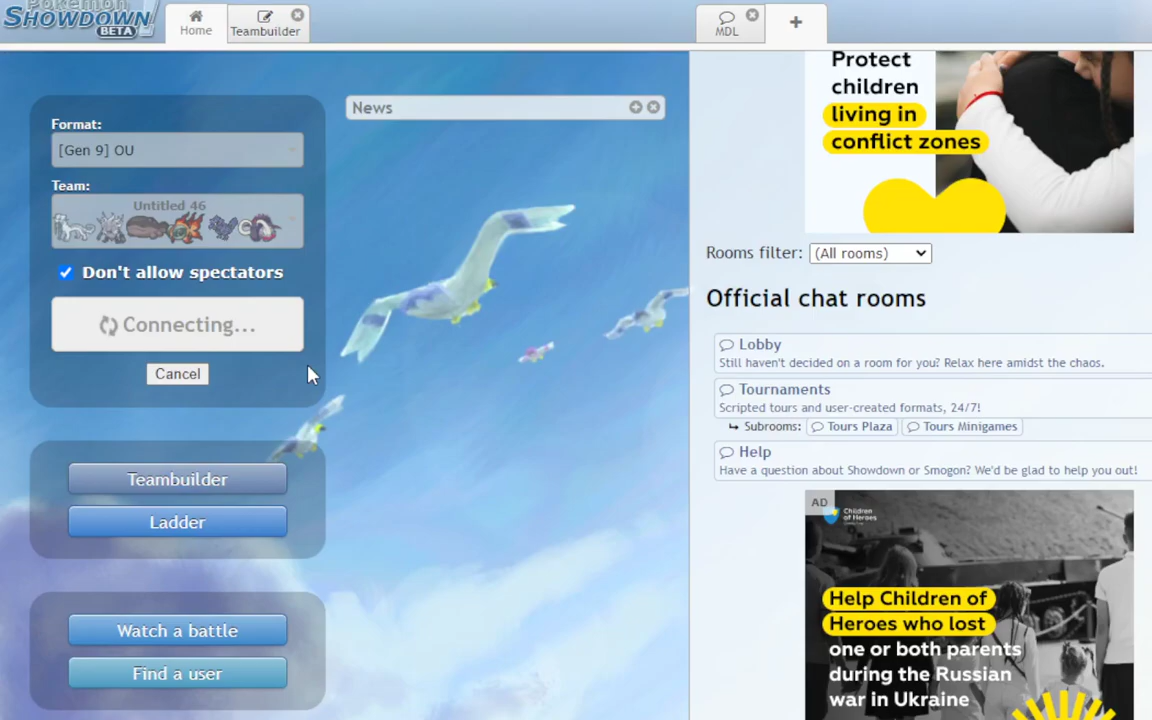 Pokémon
SHOWDOWN
BETA
Home
Teambuilder
MDL
+
Format:
[Gen 9] OU
Team:
Untitled 46
Don't allow spectators
Connecting...
Cancel
Teambuilder
Ladder
Watch a battle
Find a user
News
Protect
children
living in
conflict zones
Rooms filter: (All rooms)
Official chat rooms
Lobby
Still haven't decided on a room for you? Relax here amidst the chaos.
Tournaments
Scripted tours and user-created formats, 24/7!
Subrooms: Tours Plaza Tours Minigames
Help
Have a question about Showdown or Smogon? We'd be glad to help you out!
AD
Children
of Heroes
Help Children of
Heroes who lost
one or both parents
during the Russian
war in Ukraine